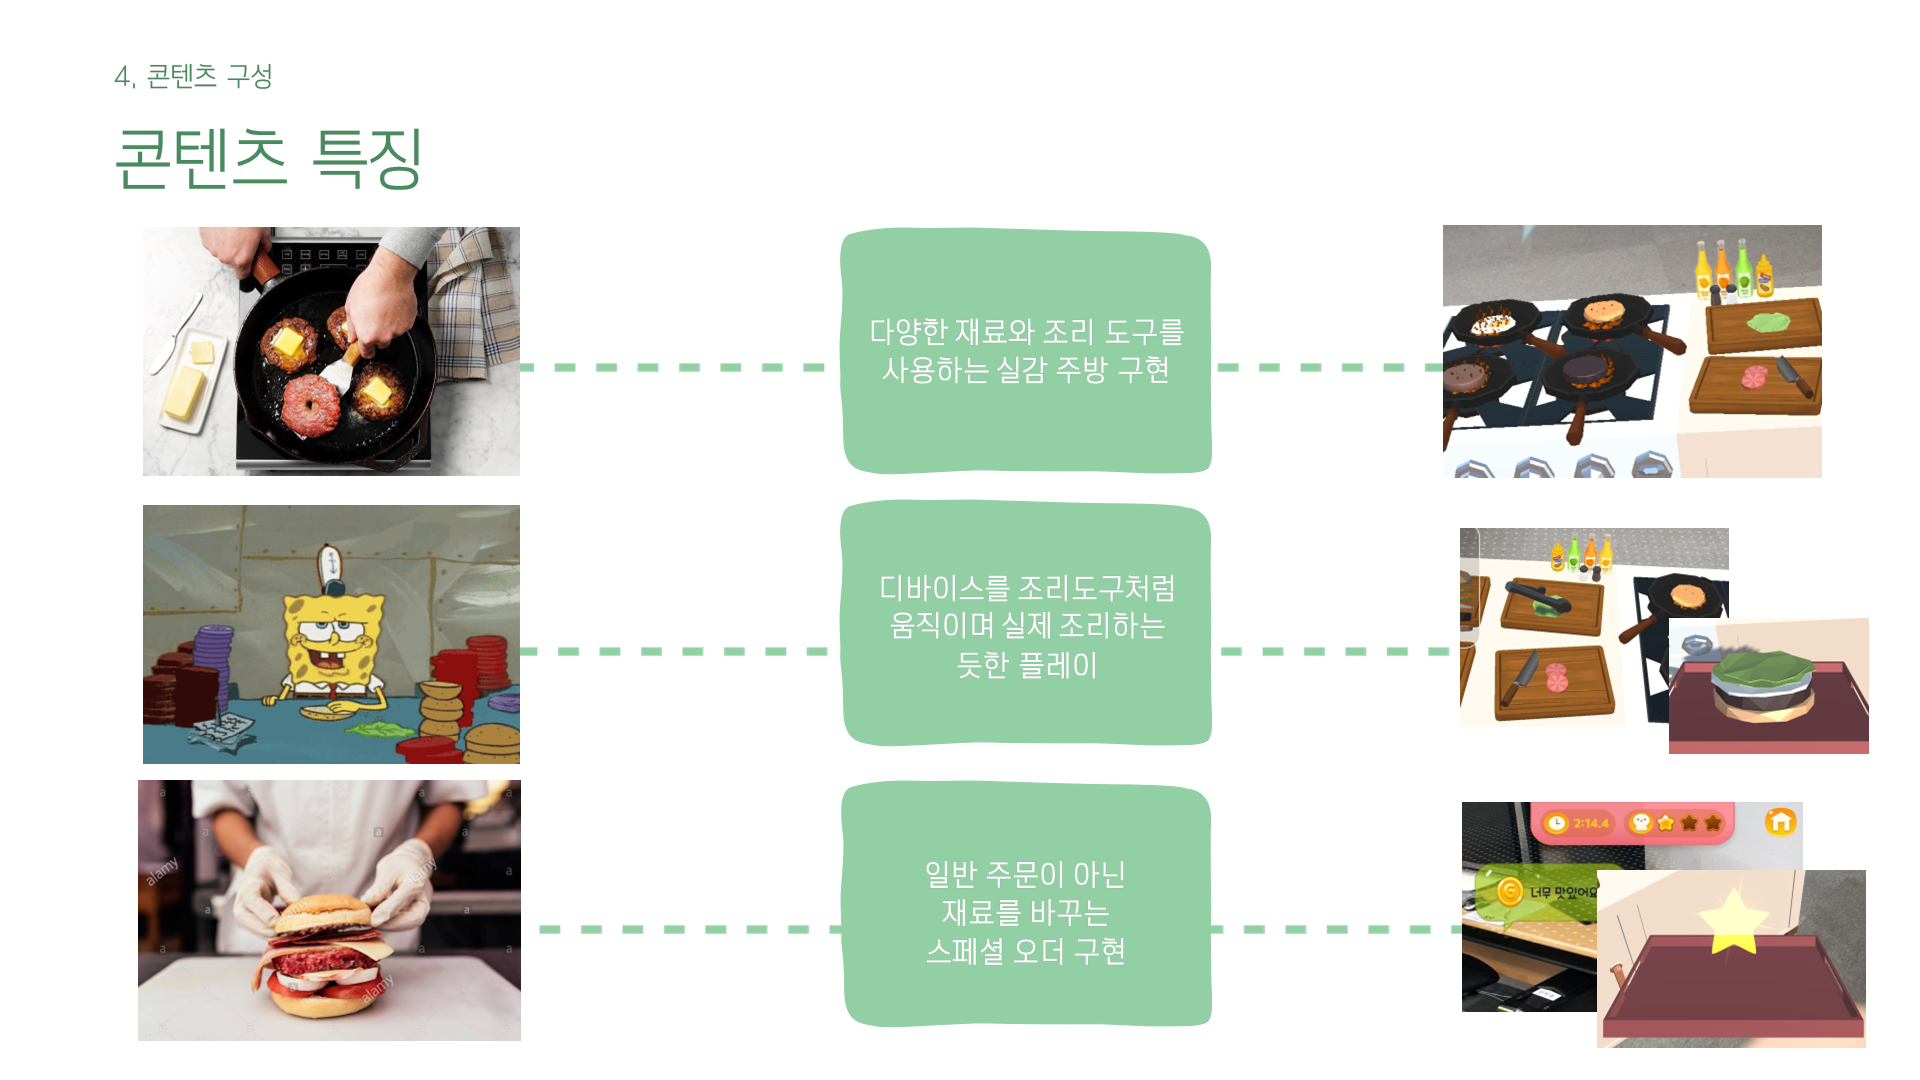 4. 콘텐츠 구성
콘텐츠 특징
다양한 재료와 조리 도구를
사용하는 실감 주방 구현
디바이스를 조리도구처럼
움직이며 실제 조리하는
듯한 플레이
일반 주문이 아닌
재료를 바꾸는
스페셜 오더 구현
2:14.4
너무 맛있어요
alamy
alamy
alamy
a
a
a
a
a
a
a
a
a
a
a